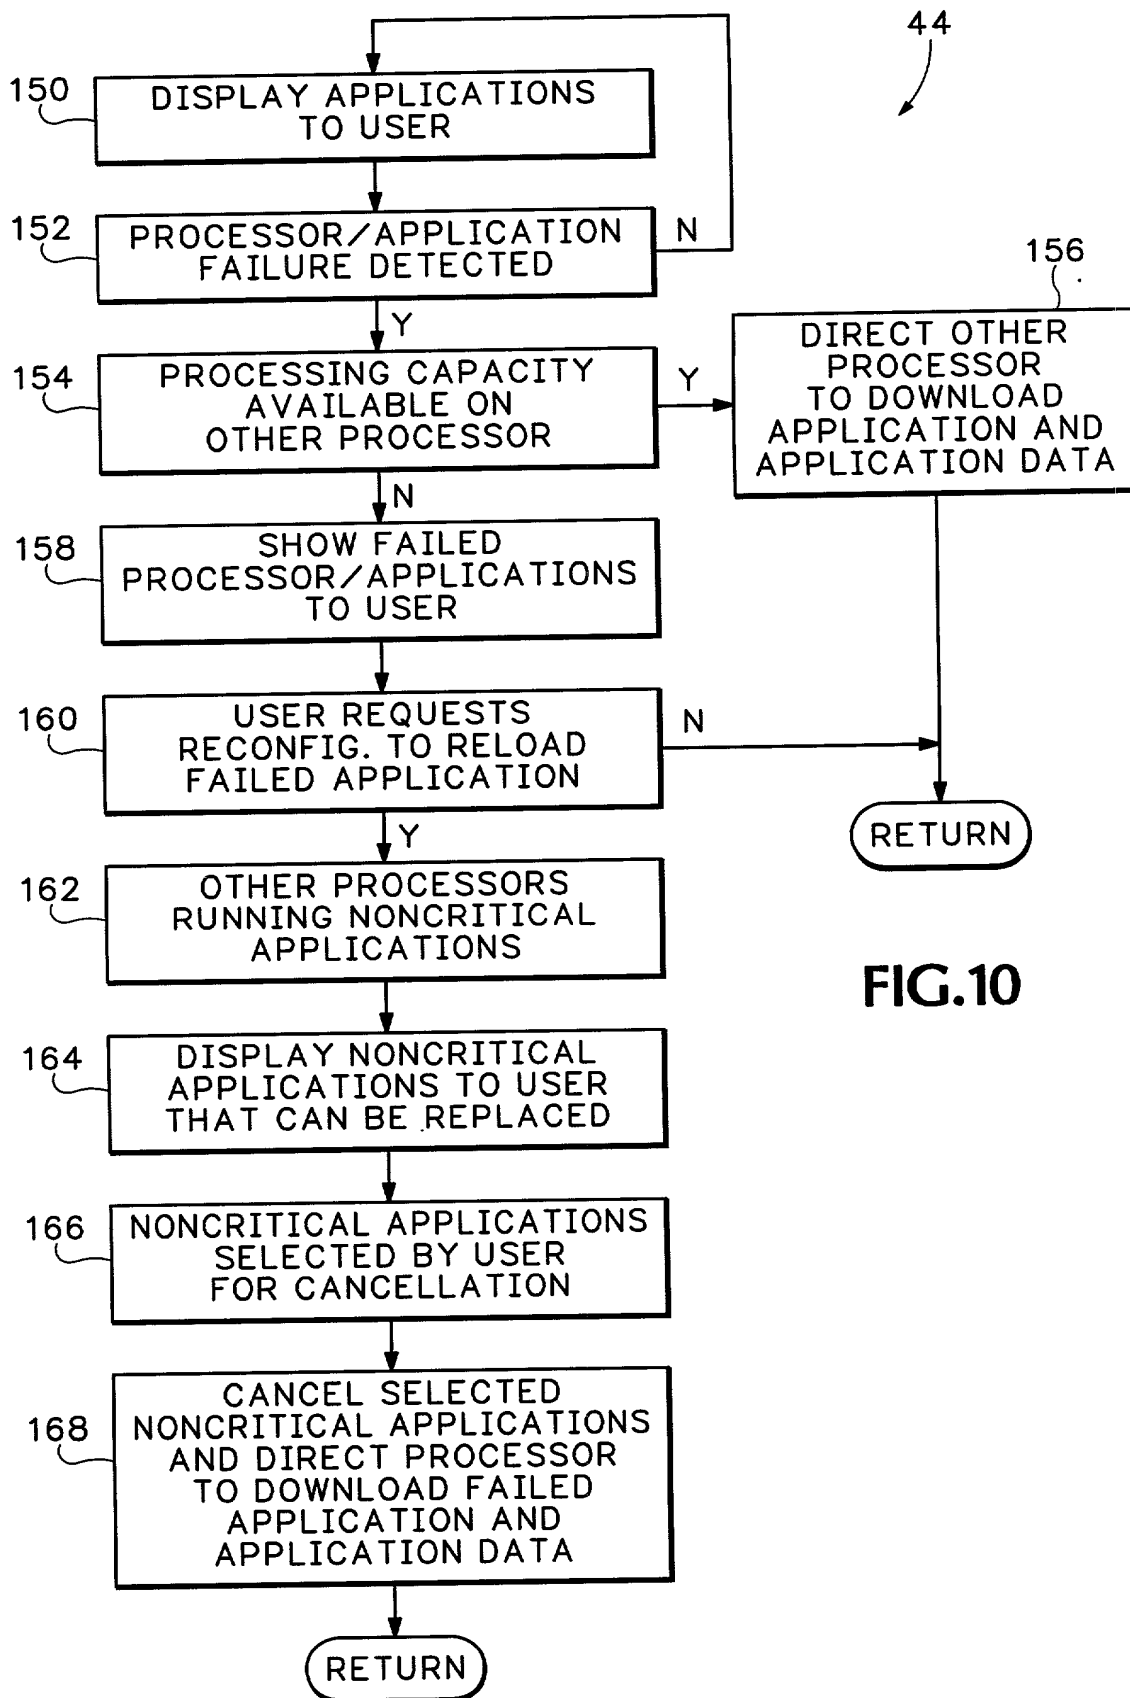 44
150
DISPLAY APPLICATIONS
TO USER
152
PROCESSOR/APPLICATION
FAILURE DETECTED
N
Y
156
DIRECT OTHER
PROCESSOR
TO DOWNLOAD
APPLICATION AND
APPLICATION DATA
154
PROCESSING CAPACITY
AVAILABLE ON
OTHER PROCESSOR
Y
N
158
SHOW FAILED
PROCESSOR/APPLICATIONS
TO USER
160
USER REQUESTS
RECONFIG. TO RELOAD
FAILED APPLICATION
N
Y
RETURN
162
OTHER PROCESSORS
RUNNING NONCRITICAL
APPLICATIONS
FIG.10
164
DISPLAY NONCRITICAL
APPLICATIONS TO USER
THAT CAN BE REPLACED
166
NONCRITICAL APPLICATIONS
SELECTED BY USER
FOR CANCELLATION
168
CANCEL SELECTED
NONCRITICAL APPLICATIONS
AND DIRECT PROCESSOR
TO DOWNLOAD FAILED
APPLICATION AND
APPLICATION DATA
RETURN